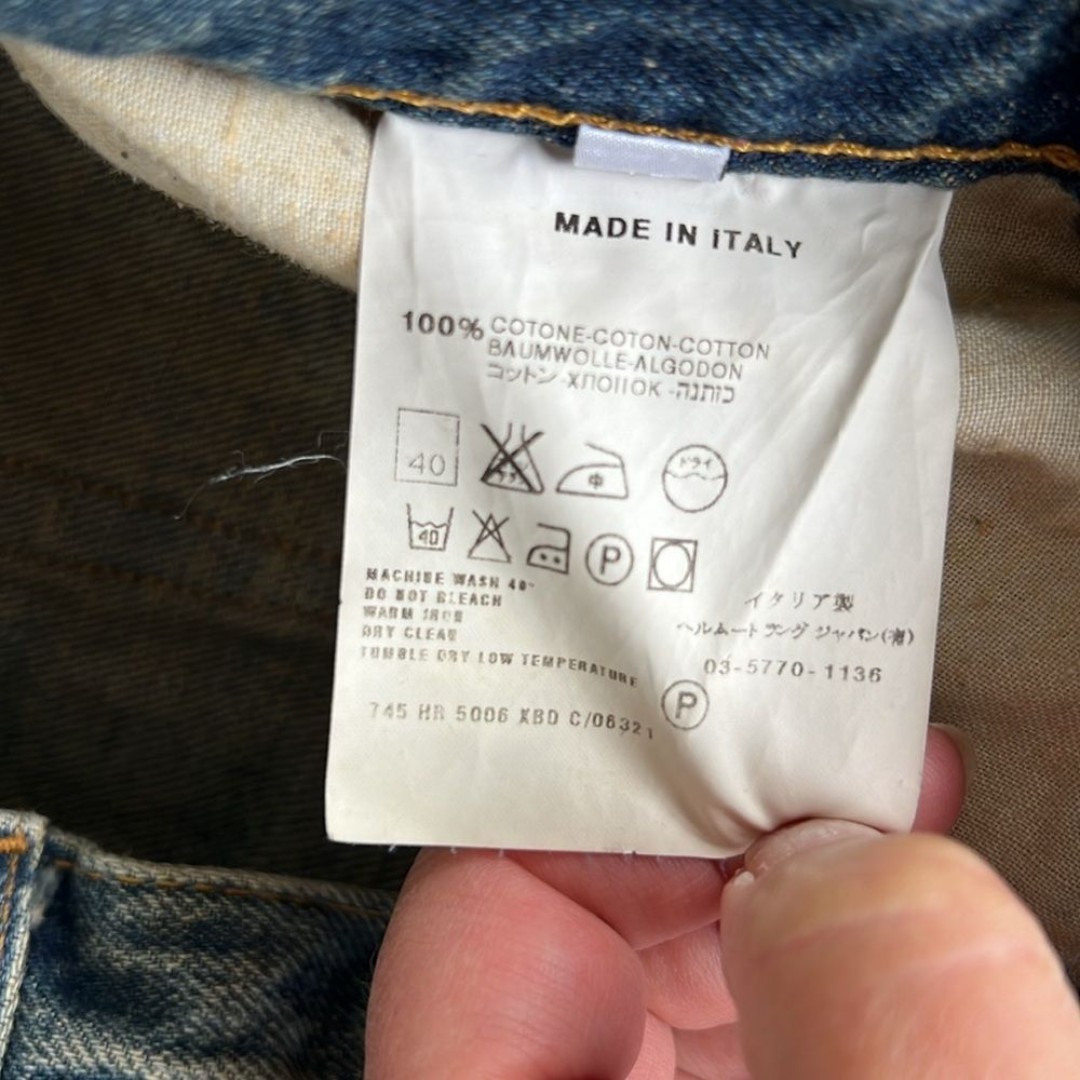 MADE IN ITALY
100% COTONE-COTON-COTTON
BAUMWOLLE-ALGODON
コットン-ХЛОПОК -כותנה
40
中 ドライ
40 P
MACHINE WASH 40°
DO NOT BLEACH
WARM IRON
DRY CLEAN
TUMBLE DRY LOW TEMPERATURE
イタリア製
ヘルムート ラング ジャパン(有)
03-5770-1136
P
745 HR 5006 XBD C/06321